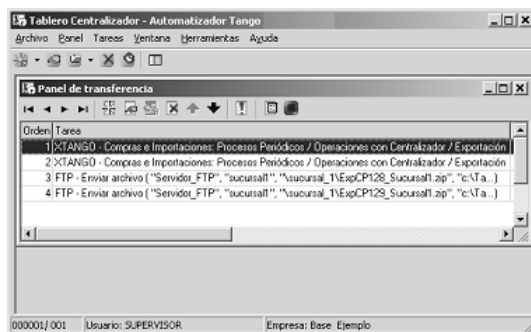 Tablero Centralizador - Automatizador Tango
Archivo Panel Tareas Ventana Herramientas Ayuda
Panel de transferencia
Orden Tarea
1 XTANGO - Compras e Importaciones: Procesos Periódicos / Operaciones con Centralizador / Exportación
2 XTANGO - Compras e Importaciones: Procesos Periódicos / Operaciones con Centralizador / Exportación
3 FTP - Enviar archivo ( "Servidor_FTP", "sucursal1", "\sucursal_1\ExpCP128_Sucursal1.zip", "c:\Ta...)
4 FTP - Enviar archivo ( "Servidor_FTP", "sucursal1", "\sucursal_1\ExpCP129_Sucursal1.zip", "c:\Ta...)
000001/ 001 Usuario: SUPERVISOR Empresa: Base Ejemplo